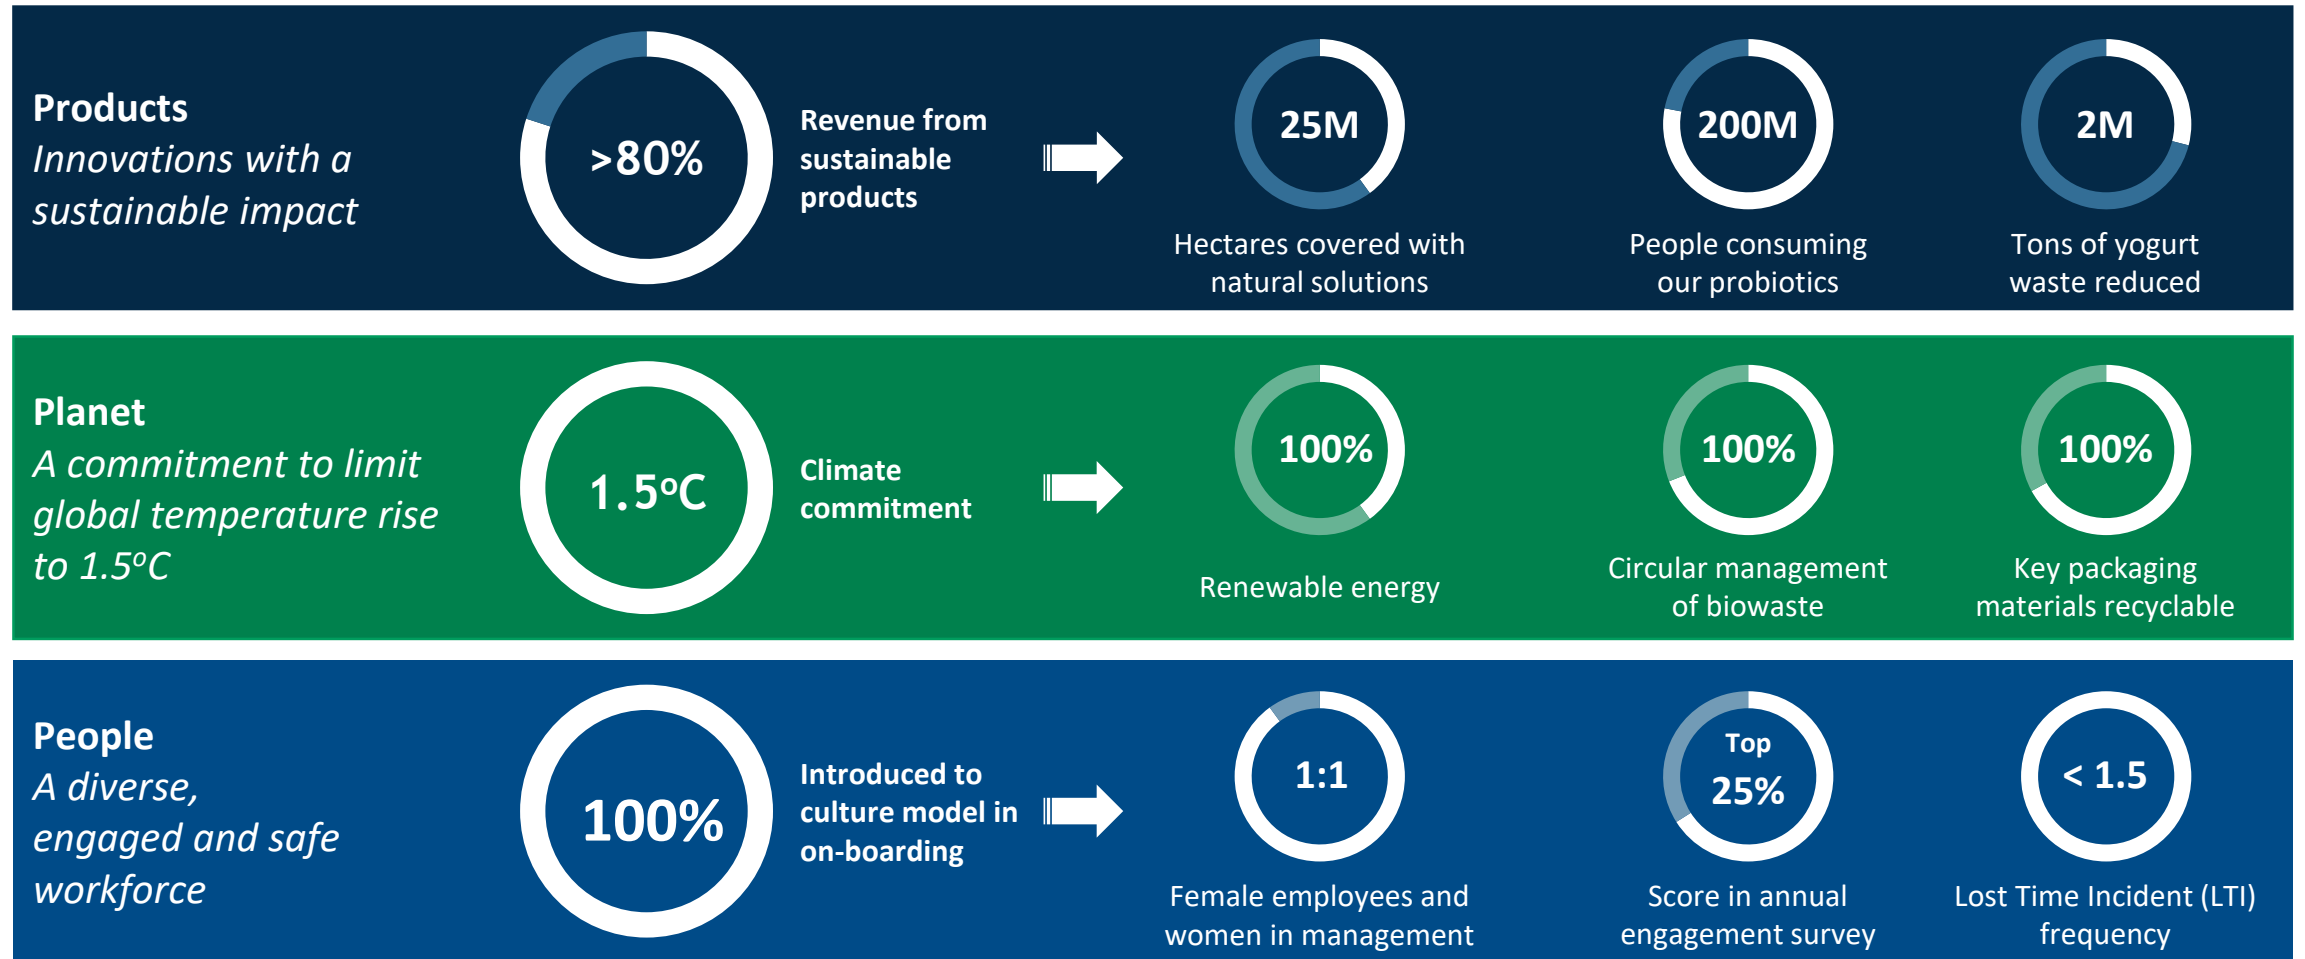 Products
Innovations with a
sustainable impact
>80%
Revenue from
sustainable
products
25M
Hectares covered with
natural solutions
200M
People consuming
our probiotics
2M
Tons of yogurt
waste reduced
Planet
A commitment to limit
global temperature rise
to 1.5ºC
1.5ºC
Climate
commitment
100%
Renewable energy
100%
Circular management
of biowaste
100%
Key packaging
materials recyclable
People
A diverse,
engaged and safe
workforce
100%
Introduced to
culture model in
on-boarding
1:1
Female employees and
women in management
Top
25%
Score in annual
engagement survey
< 1.5
Lost Time Incident (LTI)
frequency